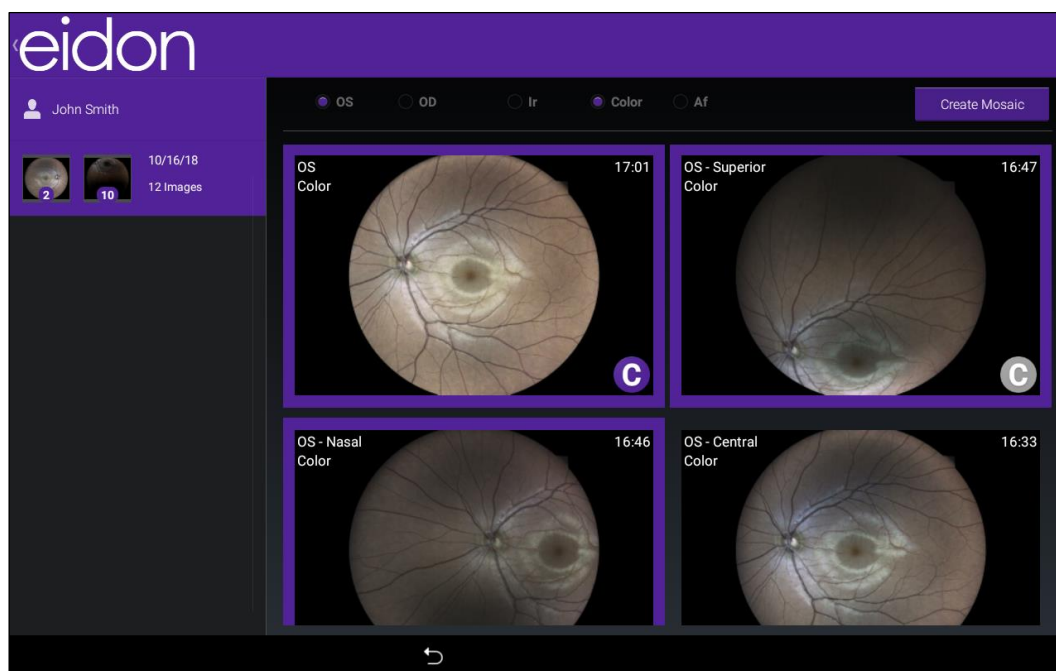 eidon
John Smith
OS
OD
Ir
Color
Af
Create Mosaic
10/16/18
12 Images
2
10
OS
17:01
Color
C
OS - Superior
16:47
Color
C
OS - Nasal
16:46
Color
OS - Central
16:33
Color